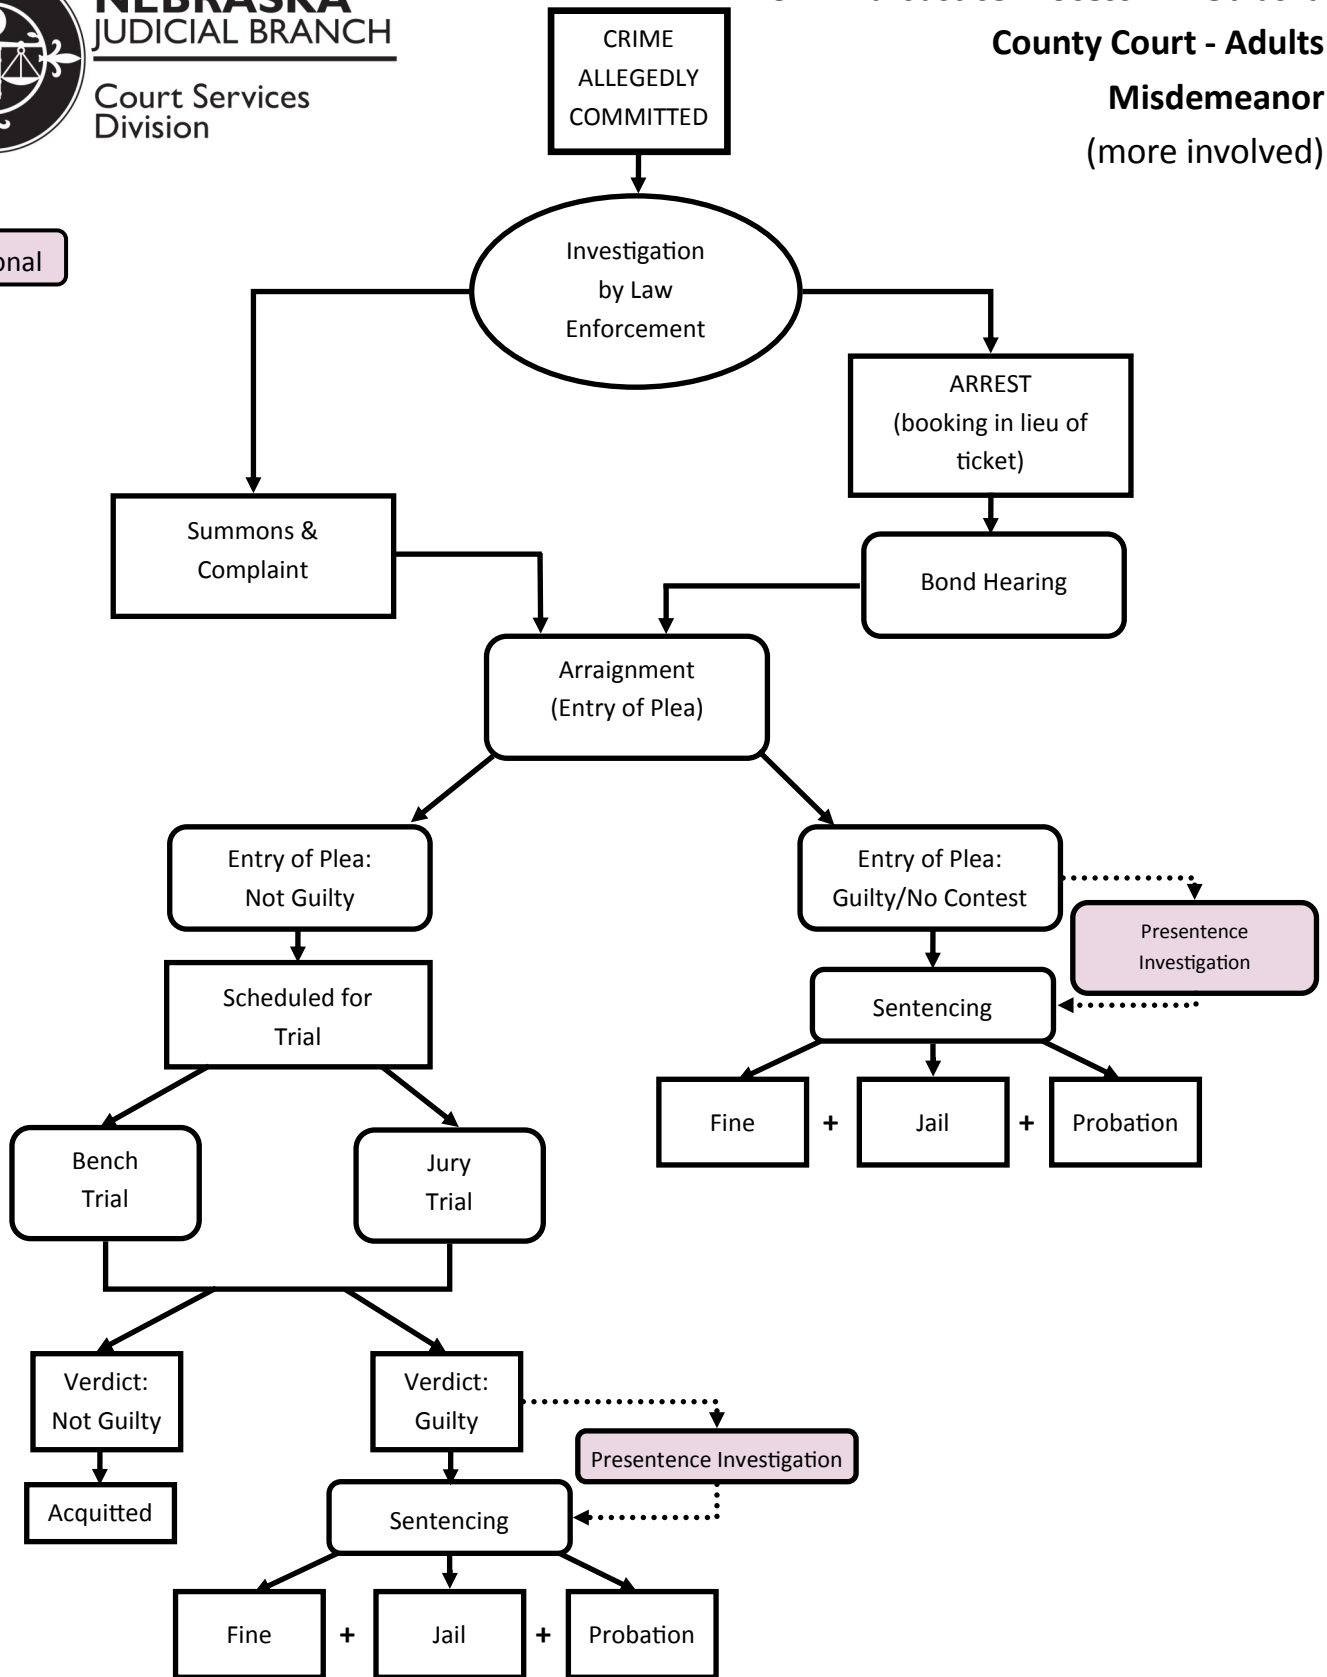 NEBRASKA
JUDICIAL BRANCH
Court Services
Division
County Court - Adults
Misdemeanor
(more involved)
CRIME
ALLEGEDLY
COMMITTED
Investigation
by Law
Enforcement
ARREST
(booking in lieu of
ticket)
Summons &
Complaint
Bond Hearing
Arraignment
(Entry of Plea)
Entry of Plea:
Not Guilty
Entry of Plea:
Guilty/No Contest
Presentence
Investigation
Scheduled for
Trial
Sentencing
Fine + Jail + Probation
Bench
Trial
Jury
Trial
Verdict:
Not Guilty
Verdict:
Guilty
Presentence Investigation
Acquitted
Sentencing
Fine + Jail + Probation